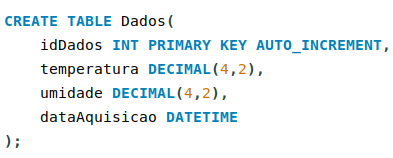 CREATE TABLE Dados(
    idDados INT PRIMARY KEY AUTO_INCREMENT,
    temperatura DECIMAL(4,2),
    umidade DECIMAL(4,2),
    dataAquisicao DATETIME
);